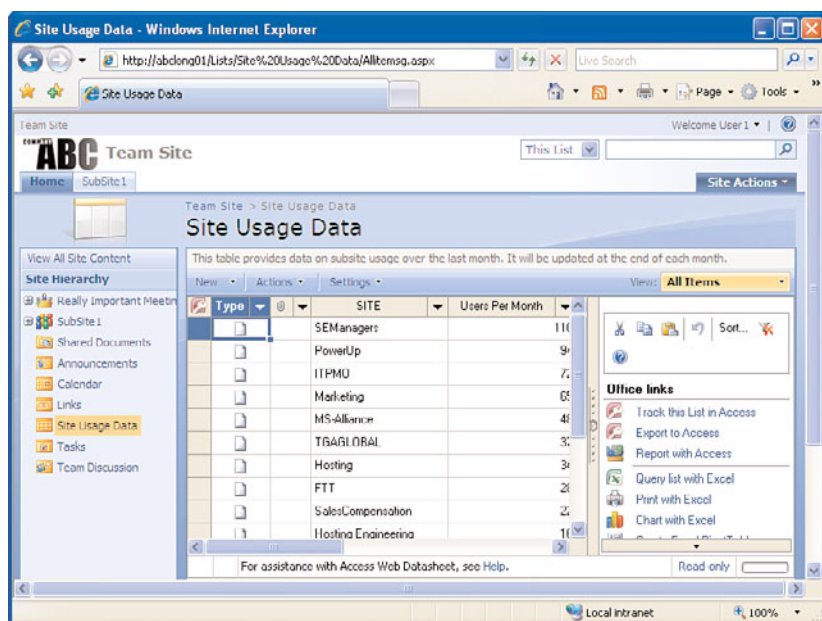 Site Usage Data - Windows Internet Explorer
http://abclong01/Lists/Site%20Usage%20Data/Allitemsg.aspx
Live Search
Site Usage Data
Page
Tools
Team Site
Welcome User1
ABC Team Site
This List
Home
SubSite1
Site Actions
Team Site > Site Usage Data
Site Usage Data
View All Site Content
This table provides data on subsite usage over the last month. It will be updated at the end of each month.
Site Hierarchy
New
Actions
Settings
View: All Items
Really Important Meetin
SubSite1
Shared Documents
Announcements
Calendar
Links
Site Usage Data
Tasks
Team Discussion
Type
SITE
Users Per Month
SEManagers
PowerUp
ITPMO
Marketing
MS-Alliance
TGAGLOBAL
Hosting
FTT
SalesCompensation
Hosting Engineering
Sort...
Office links
Track this List in Access
Export to Access
Report with Access
Query list with Excel
Print with Excel
Chart with Excel
For assistance with Access Web Datasheet, see Help.
Read only
Local intranet
100%